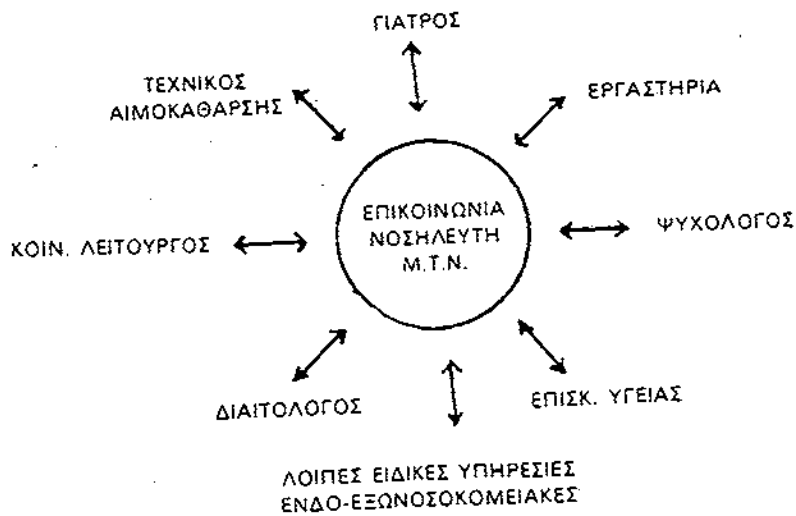 ΓΙΑΤΡΟΣ
ΤΕΧΝΙΚΟΣ
ΑΙΜΟΚΑΘΑΡΣΗΣ
ΕΡΓΑΣΤΗΡΙΑ
ΕΠΙΚΟΙΝΩΝΙΑ
ΝΟΣΗΛΕΥΤΗ
Μ.Τ.Ν.
ΚΟΙΝ. ΛΕΙΤΟΥΡΓΟΣ
ΨΥΧΟΛΟΓΟΣ
ΔΙΑΙΤΟΛΟΓΟΣ
ΕΠΙΣΚ. ΥΓΕΙΑΣ
ΛΟΙΠΕΣ ΕΙΔΙΚΕΣ ΥΠΗΡΕΣΙΕΣ
ΕΝΔΟ-ΕΞΩΝΟΣΟΚΟΜΕΙΑΚΕΣ